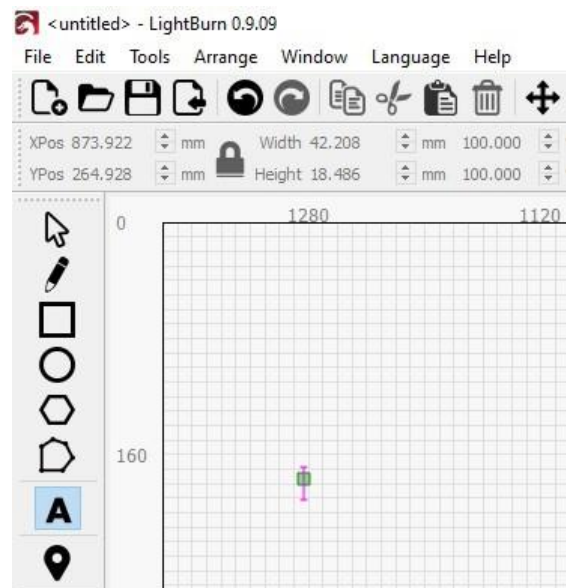 <untitled> - LightBurn 0.9.09
File Edit Tools Arrange Window Language Help
XPos 873.922 mm Width 42.208 mm 100.000
YPos 264.928 mm Height 18.486 mm 100.000
0 1280 1120
160
A